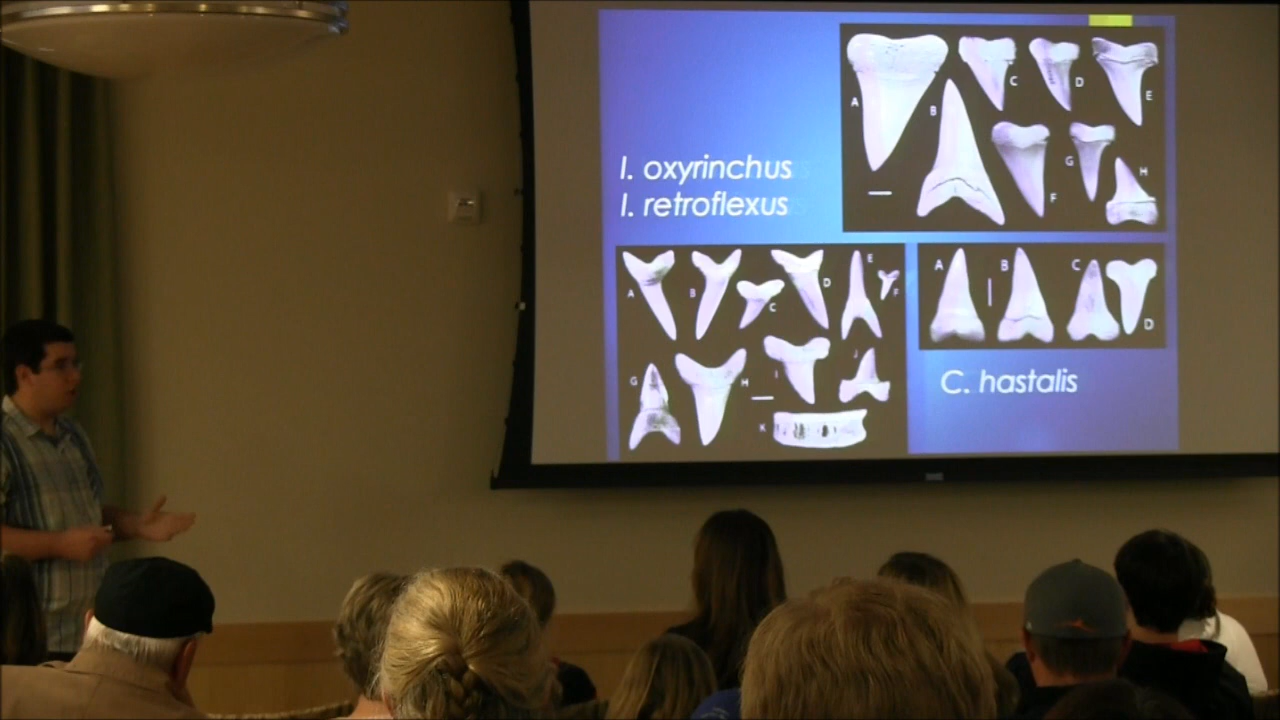 I. oxyrinchus
I. retroflexus
A
B
C
D
E
F
G
H
A
B
C
D
E
F
G
H
I
J
K
A
B
C
D
C. hastalis